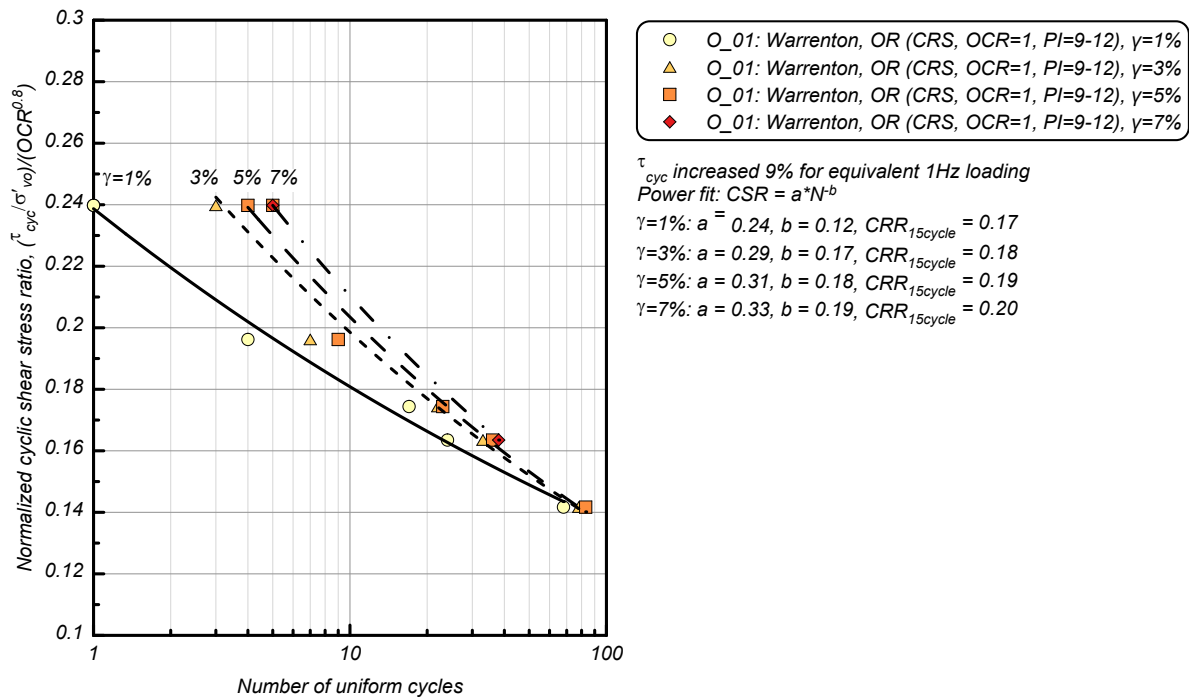 0.3
0.28
0.26
0.24
0.22
0.2
0.18
0.16
0.14
0.12
0.1
Normalized cyclic shear stress ratio, (τcyc/σ'vo)/(OCR^0.8)
γ=1% 3% 5% 7%
1 10 100
Number of uniform cycles
O_01: Warrenton, OR (CRS, OCR=1, PI=9-12), γ=1%
O_01: Warrenton, OR (CRS, OCR=1, PI=9-12), γ=3%
O_01: Warrenton, OR (CRS, OCR=1, PI=9-12), γ=5%
O_01: Warrenton, OR (CRS, OCR=1, PI=9-12), γ=7%
τcyc increased 9% for equivalent 1Hz loading
Power fit: CSR = a*N^-b
γ=1%: a = 0.24, b = 0.12, CRR15cycle = 0.17
γ=3%: a = 0.29, b = 0.17, CRR15cycle = 0.18
γ=5%: a = 0.31, b = 0.18, CRR15cycle = 0.19
γ=7%: a = 0.33, b = 0.19, CRR15cycle = 0.20